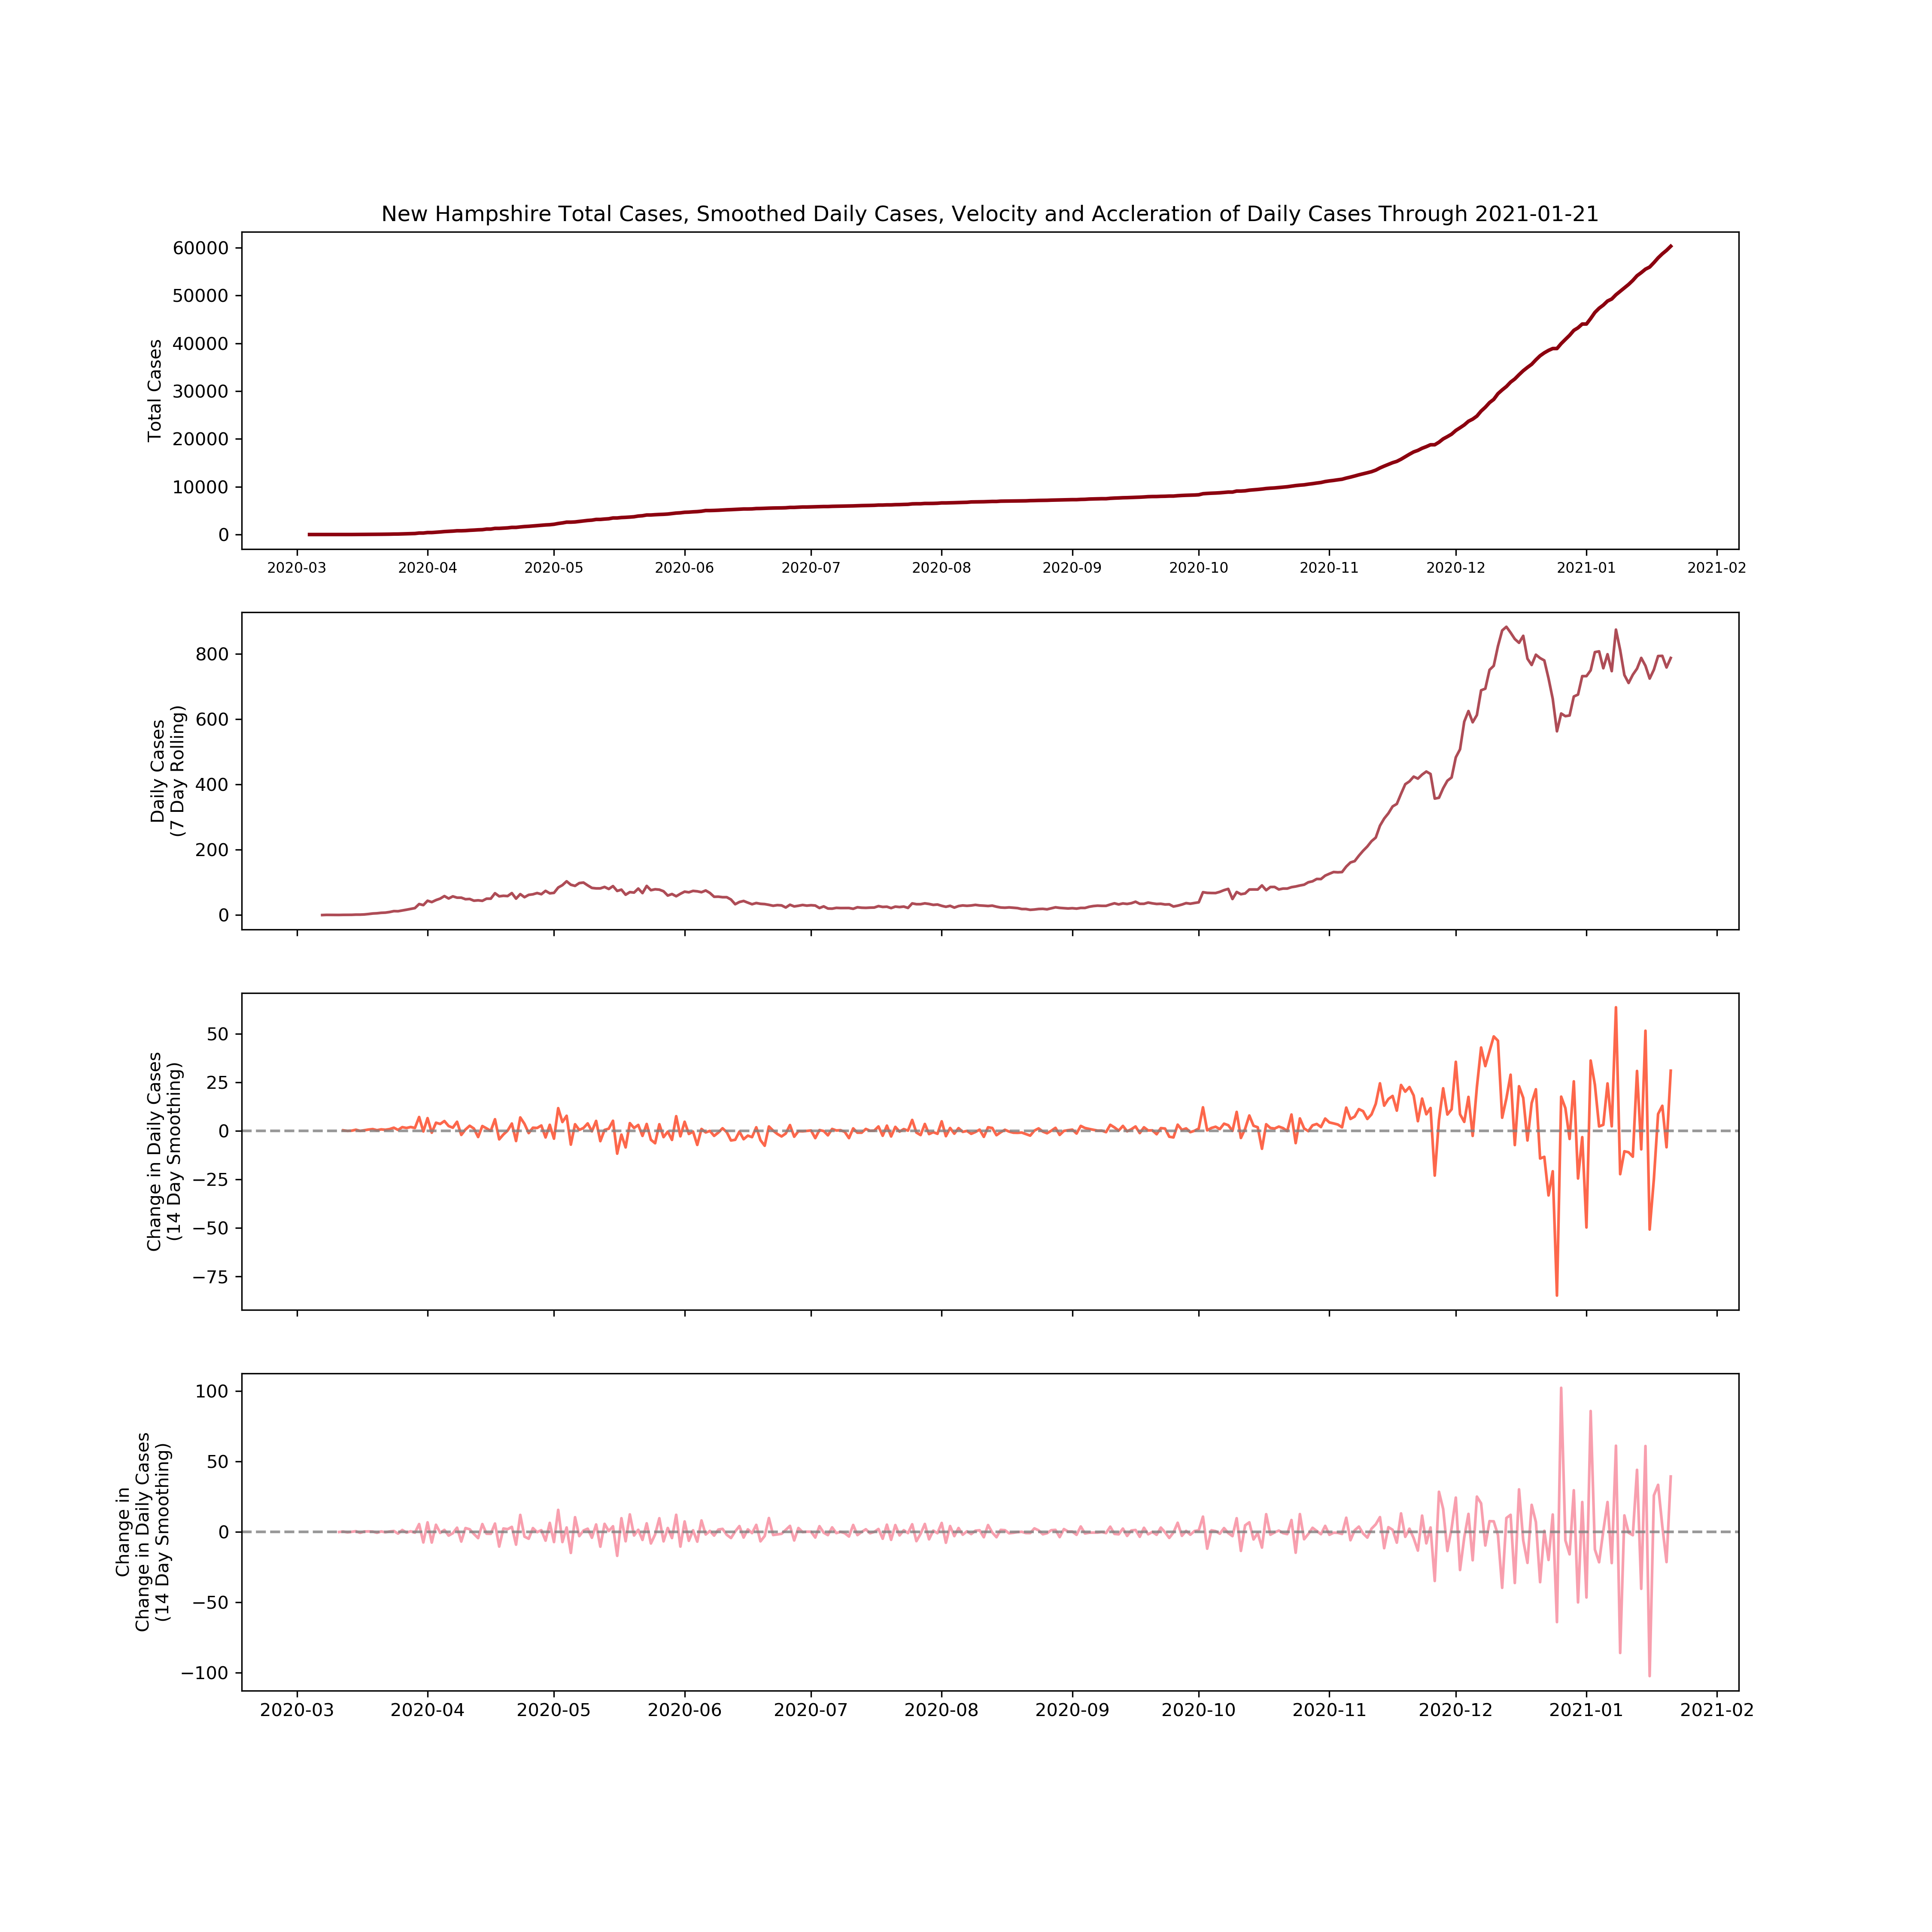 New Hampshire Total Cases, Smoothed Daily Cases, Velocity and Accleration of Daily Cases Through 2021-01-21
Total Cases
60000
50000
40000
30000
20000
10000
0
2020-03 2020-04 2020-05 2020-06 2020-07 2020-08 2020-09 2020-10 2020-11 2020-12 2021-01 2021-02
Daily Cases
(7 Day Rolling)
800
600
400
200
0
Change in Daily Cases
(14 Day Smoothing)
50
25
0
−25
−50
−75
Change in
Change in Daily Cases
(14 Day Smoothing)
100
50
0
−50
−100
2020-03 2020-04 2020-05 2020-06 2020-07 2020-08 2020-09 2020-10 2020-11 2020-12 2021-01 2021-02